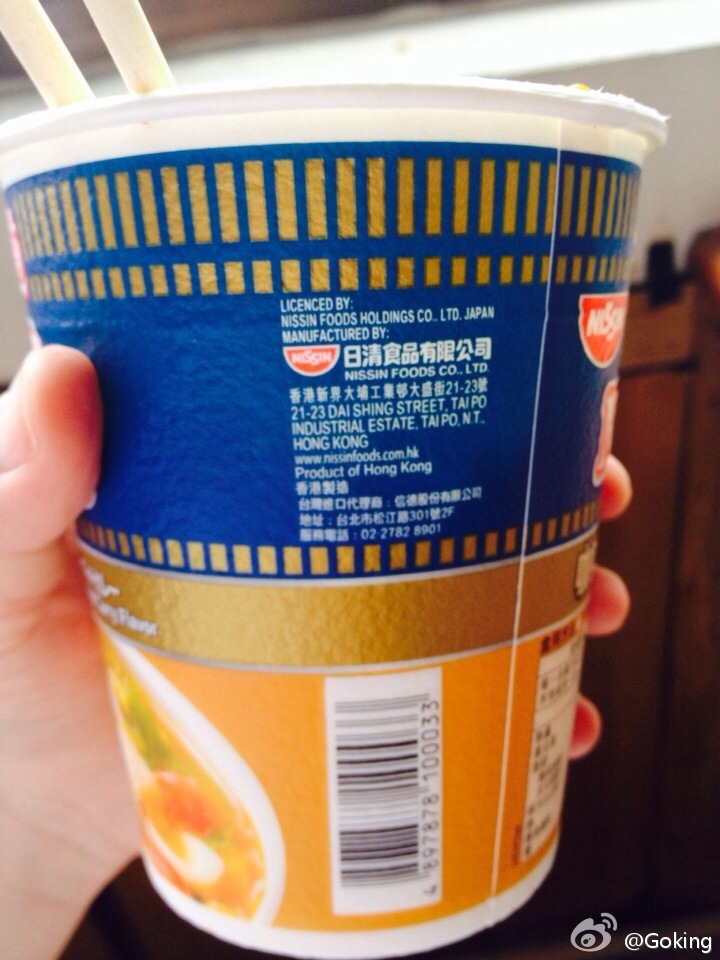 LICENCED BY:
NISSIN FOODS HOLDINGS CO., LTD. JAPAN
MANUFACTURED BY:
NISSIN 日清食品有限公司
NISSIN FOODS CO., LTD.
香港新界大埔工業邨大盛街21-23號
21-23 DAI SHING STREET, TAI PO
INDUSTRIAL ESTATE, TAI PO, N.T.,
HONG KONG
www.nissinfoods.com.hk
Product of Hong Kong
香港製造
台灣進口代理商：信德股份有限公司
地址：台北市松江路301號2F
服務電話：02-2782 8901
NISSIN
Curry Flavor
4 897878 100033
@Goking